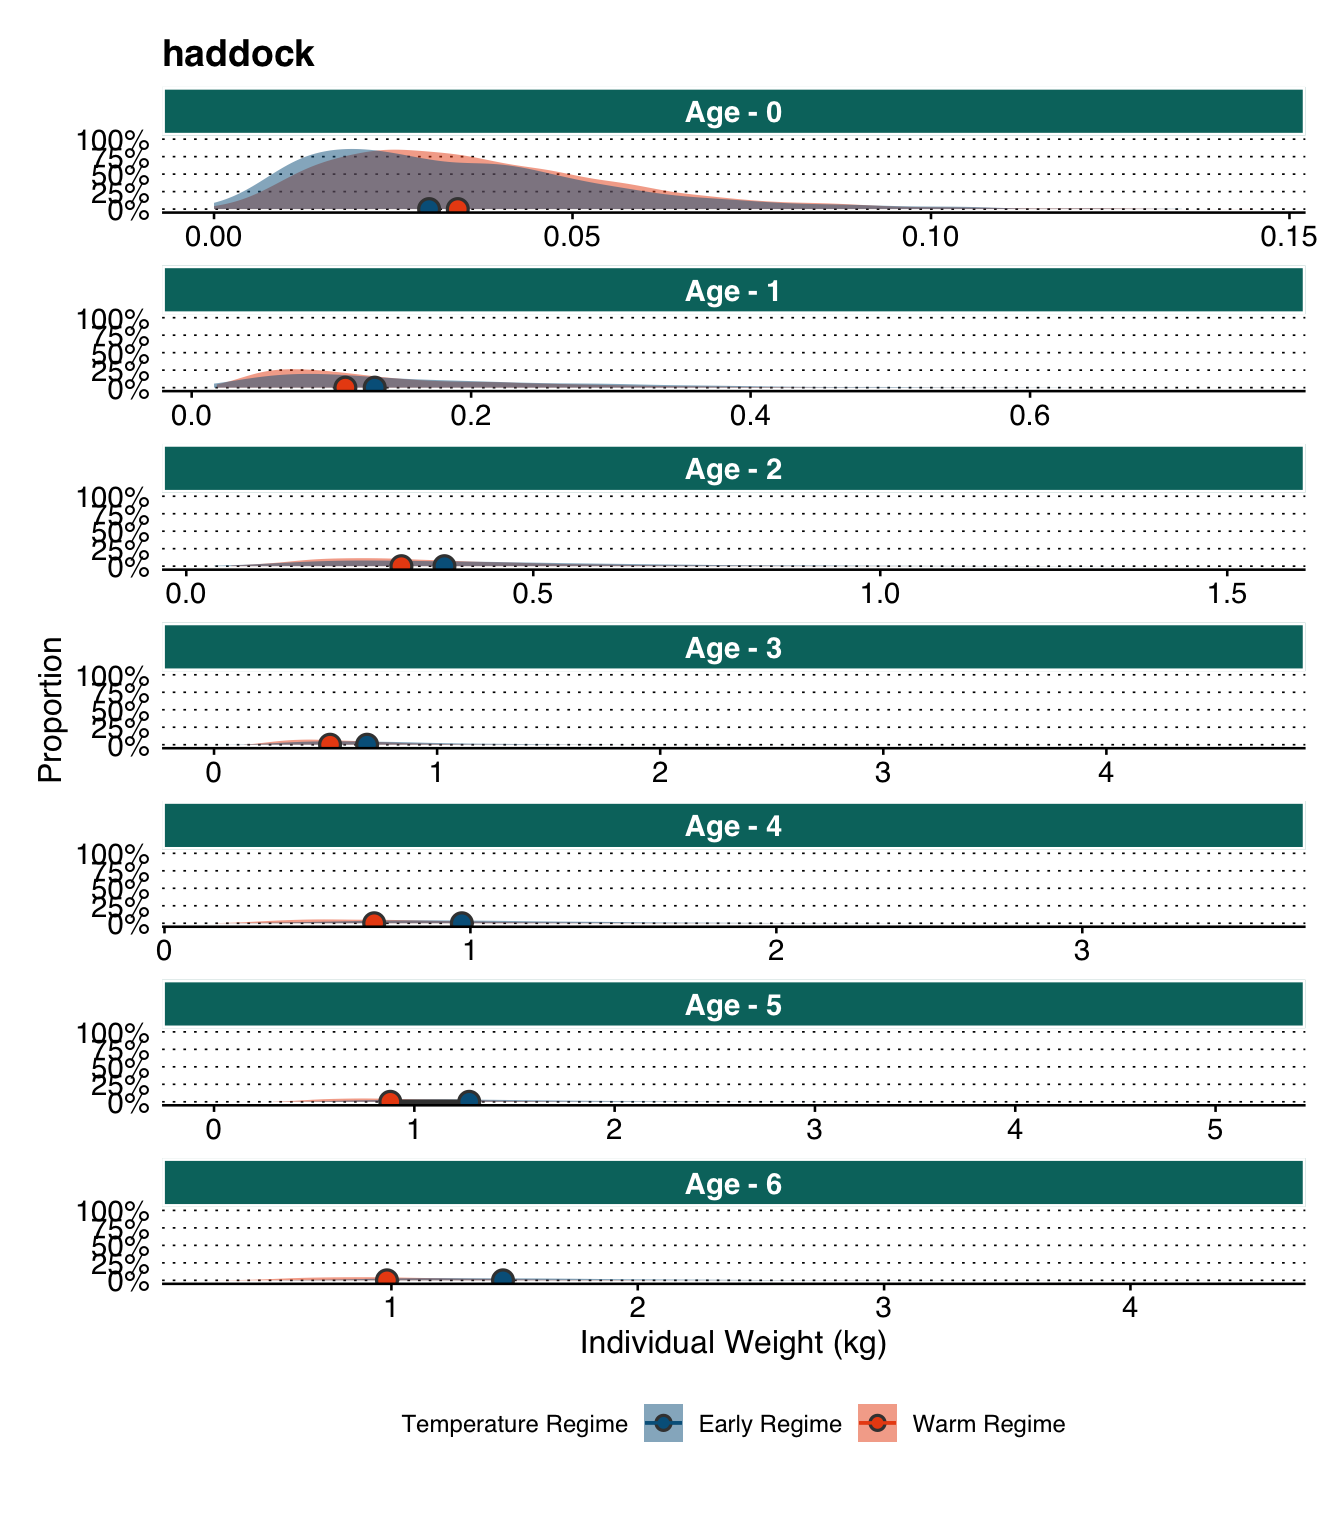 haddock
Age - 0
100%
75%
50%
25%
0%
0.00 0.05 0.10 0.15
Age - 1
100%
75%
50%
25%
0%
0.0 0.2 0.4 0.6
Age - 2
100%
75%
50%
25%
0%
0.0 0.5 1.0 1.5
Age - 3
100%
75%
50%
25%
0%
0 1 2 3 4
Age - 4
100%
75%
50%
25%
0%
0 1 2 3
Age - 5
100%
75%
50%
25%
0%
0 1 2 3 4 5
Age - 6
100%
75%
50%
25%
0%
1 2 3 4
Proportion
Individual Weight (kg)
Temperature Regime Early Regime Warm Regime